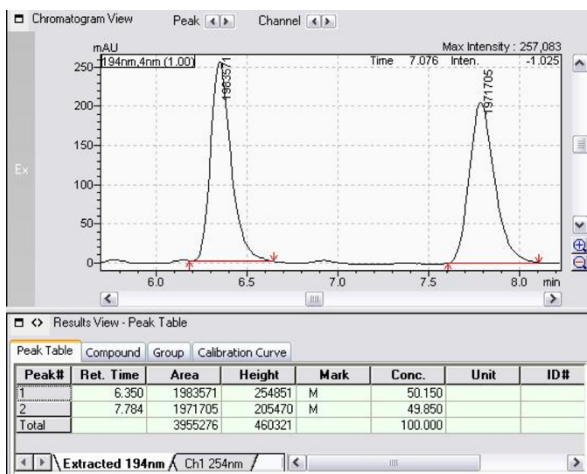 Chromatogram View Peak Channel
mAU
Max Intensity : 257,083
194nm,4nm (1.00) Time 7.076 Inten. -1.025
250
200
150
100
50
0
1983571
1971705
Ex
6.0 6.5 7.0 7.5 8.0 min
Results View - Peak Table
Peak Table Compound Group Calibration Curve
Peak# Ret. Time Area Height Mark Conc. Unit ID#
1 6.350 1983571 254851 M 50.150
2 7.784 1971705 205470 M 49.850
Total 3955276 460321 100.000
Extracted 194nm Ch1 254nm